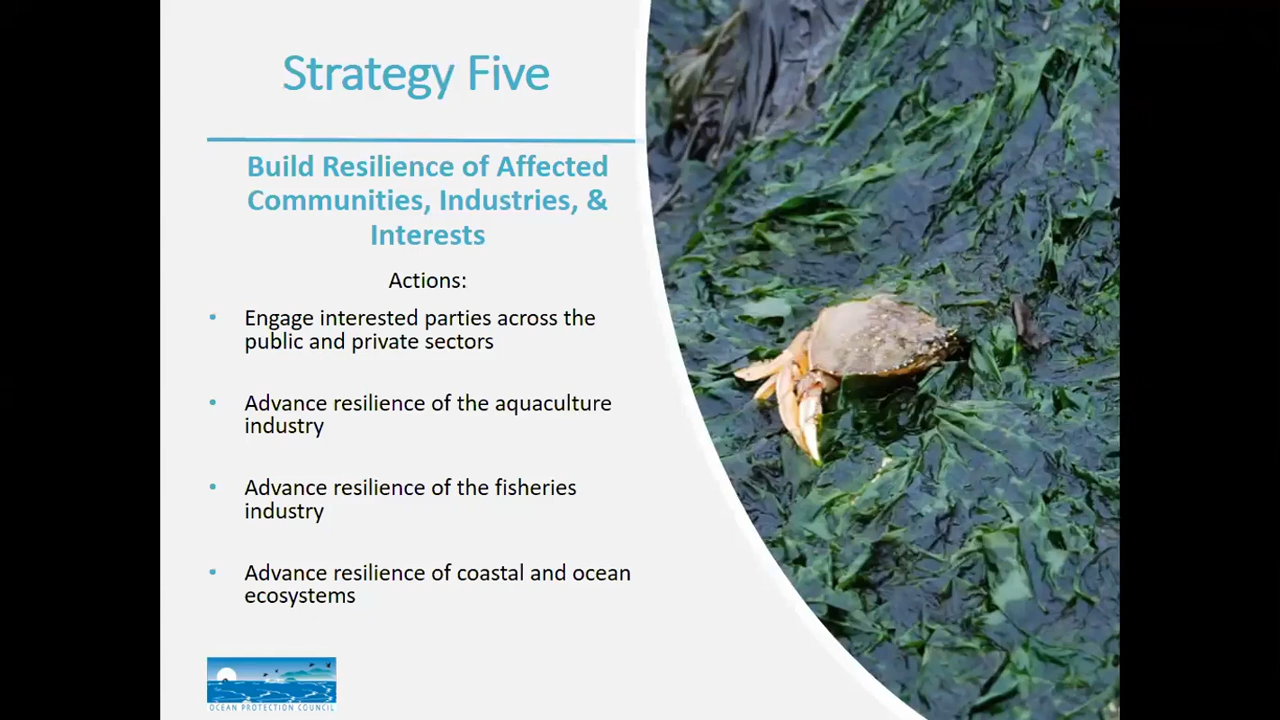 Strategy Five
Build Resilience of Affected
Communities, Industries, &
Interests
Actions:
• Engage interested parties across the
public and private sectors
• Advance resilience of the aquaculture
industry
• Advance resilience of the fisheries
industry
• Advance resilience of coastal and ocean
ecosystems
OCEAN PROTECTION COUNCIL